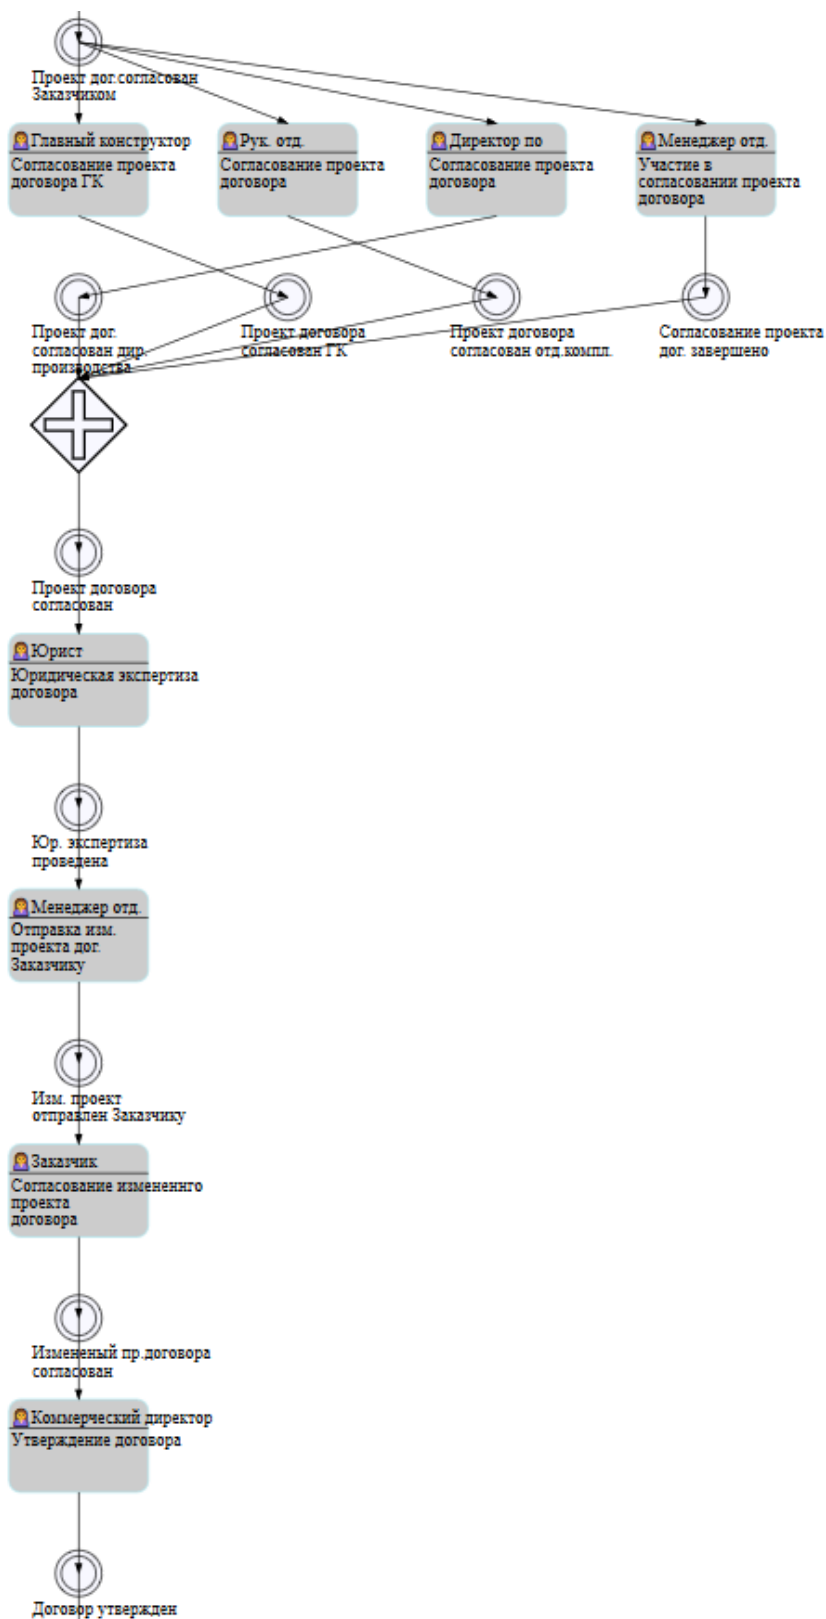 Проект дог.согласован
Заказчиком
Главный конструктор
Согласование проекта
договора ГК
Рук. отд.
Согласование проекта
договора
Директор по
Согласование проекта
договора
Менеджер отд.
Участие в
согласовании проекта
договора
Проект дог.
согласован дир.
производства
Проект договора
согласован ГК
Проект договора
согласован отд.компл.
Согласование проекта
дог. завершено
Проект договора
согласован
Юрист
Юридическая экспертиза
договора
Юр. экспертиза
проведена
Менеджер отд.
Отправка изм.
проекта дог.
Заказчику
Изм. проект
отправлен Заказчику
Заказчик
Согласование измененнго
проекта
договора
Измененый пр.договора
согласован
Коммерческий директор
Утверждение договора
Договор утвержден